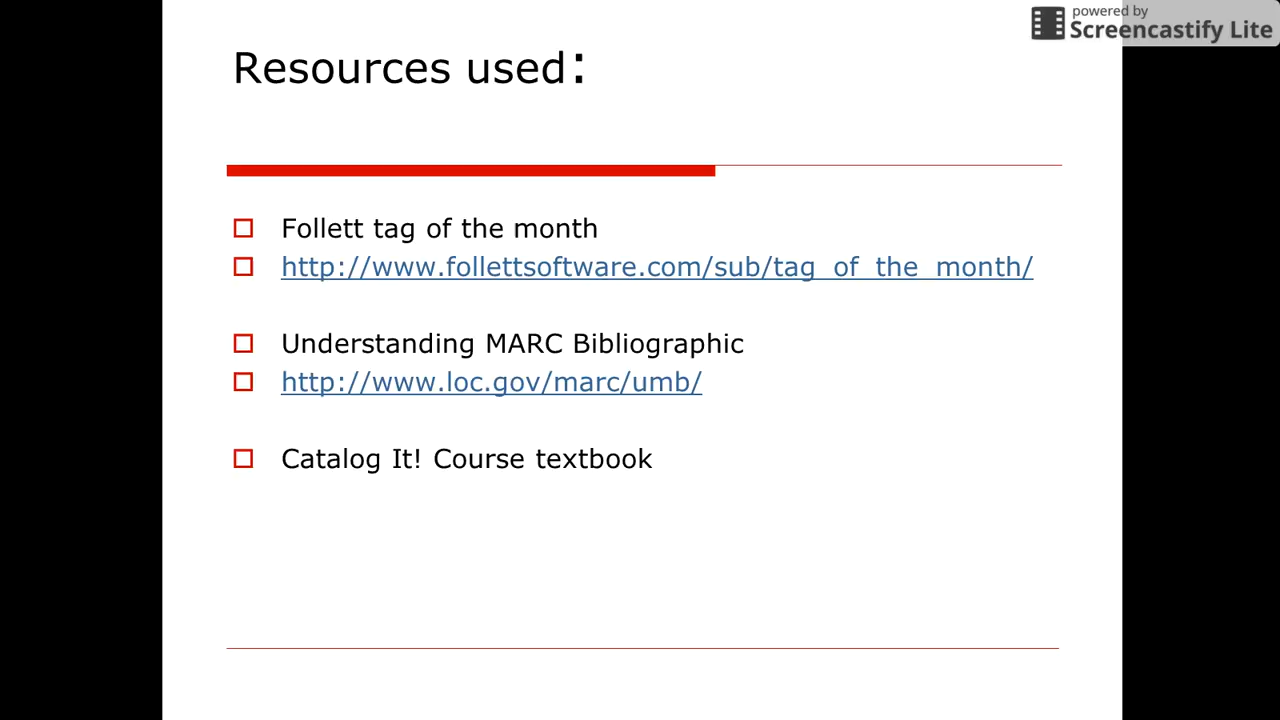 powered by
Screencastify Lite
Resources used:
Follett tag of the month
http://www.follettsoftware.com/sub/tag_of_the_month/
Understanding MARC Bibliographic
http://www.loc.gov/marc/umb/
Catalog It! Course textbook